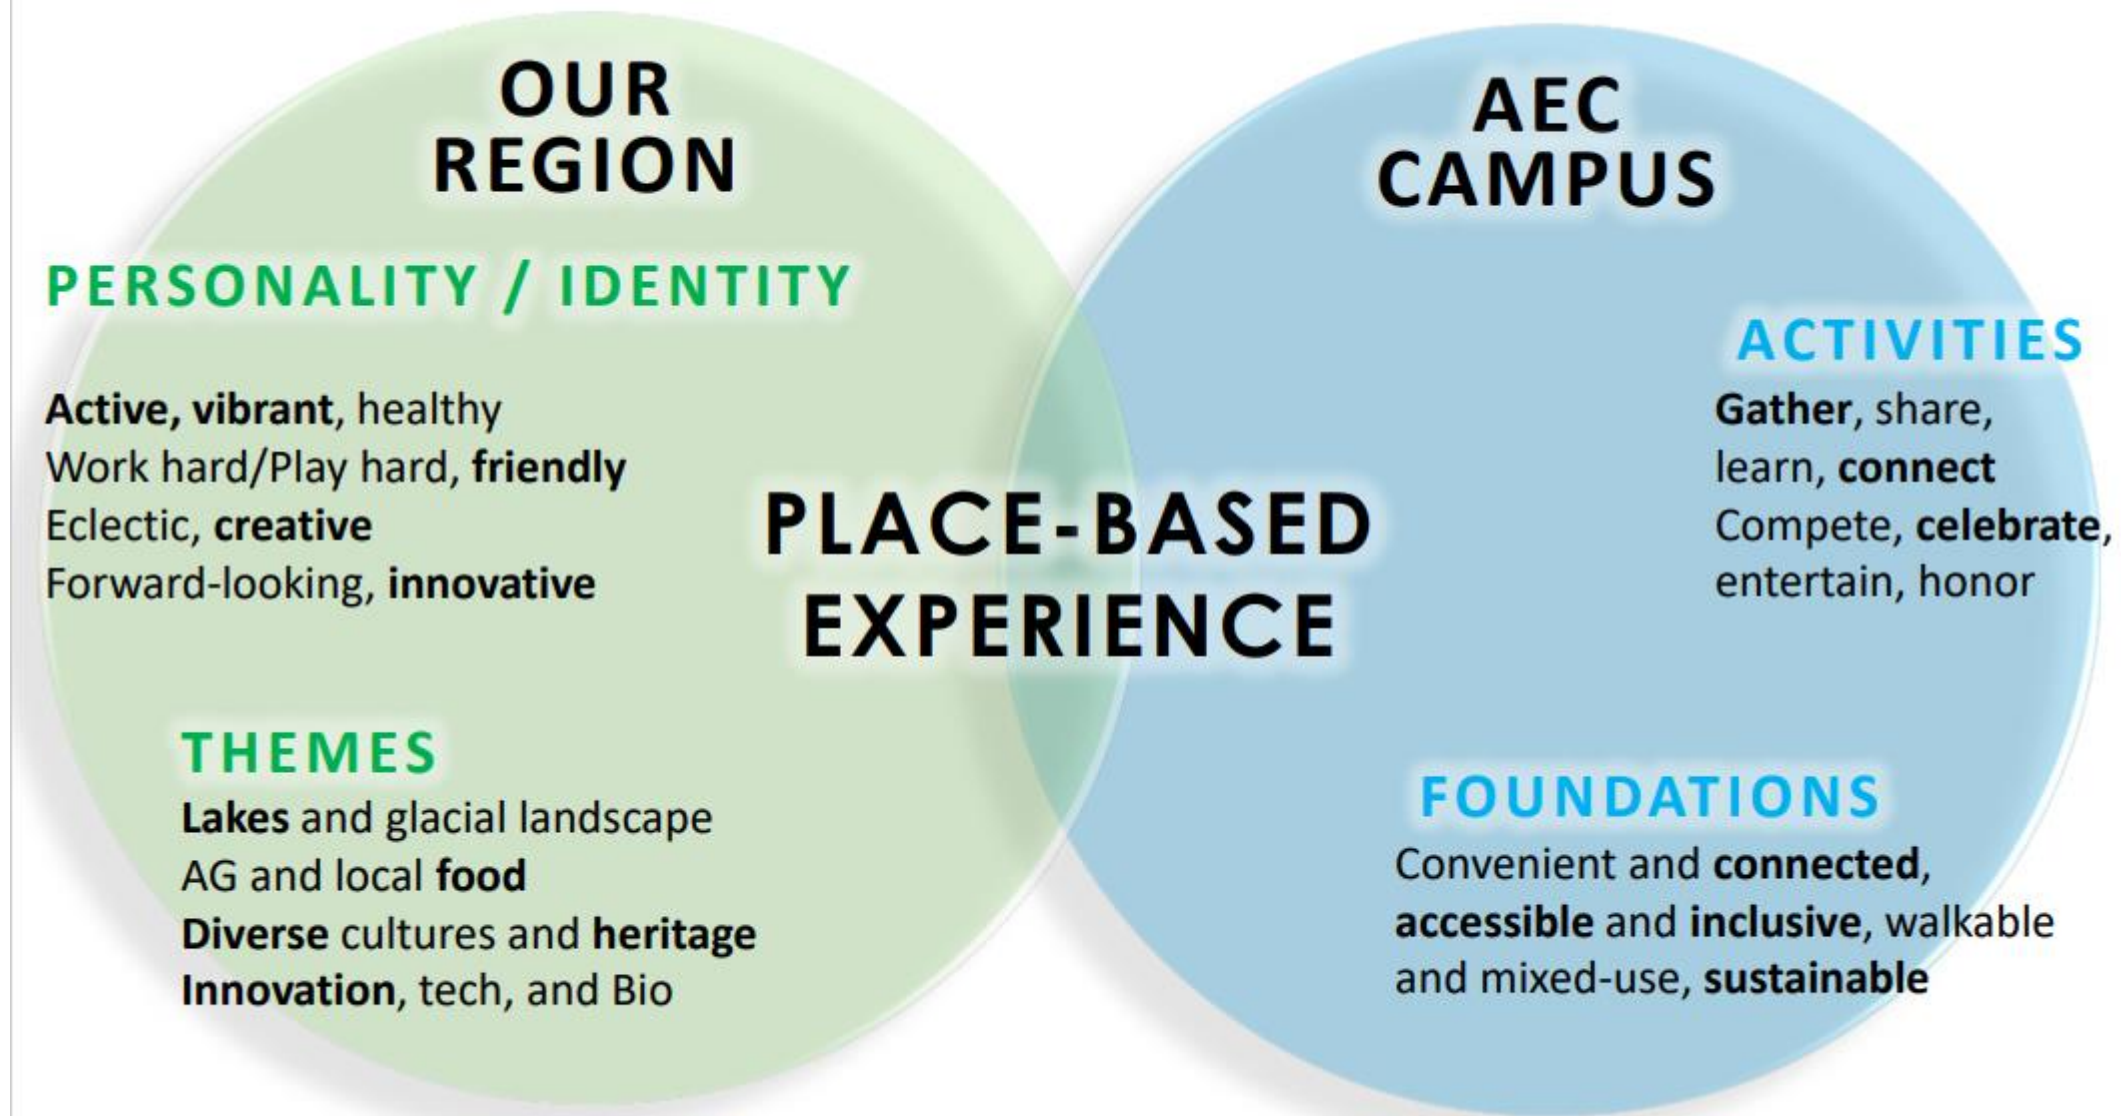 OUR
REGION
PERSONALITY / IDENTITY
Active, vibrant, healthy
Work hard/Play hard, friendly
Eclectic, creative
Forward-looking, innovative
THEMES
Lakes and glacial landscape
AG and local food
Diverse cultures and heritage
Innovation, tech, and Bio
PLACE-BASED
EXPERIENCE
AEC
CAMPUS
ACTIVITIES
Gather, share,
learn, connect
Compete, celebrate,
entertain, honor
FOUNDATIONS
Convenient and connected,
accessible and inclusive, walkable
and mixed-use, sustainable